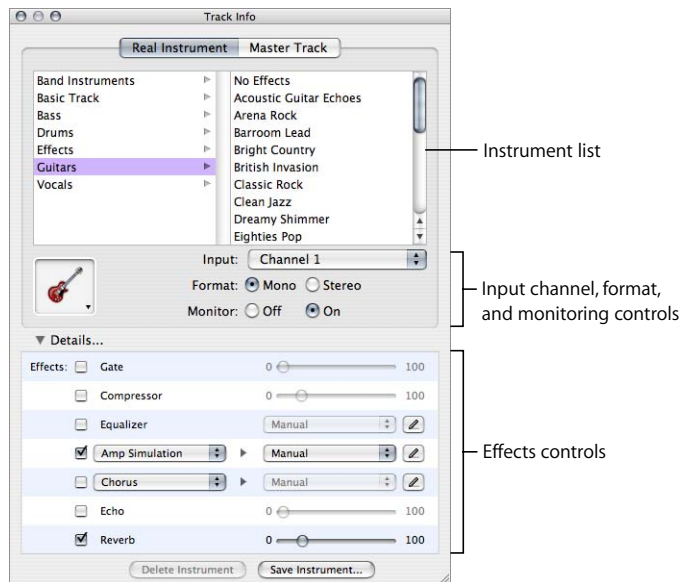 Track Info
Real Instrument Master Track
Band Instruments No Effects
Basic Track Acoustic Guitar Echoes
Bass Arena Rock
Drums Barroom Lead
Effects Bright Country
Guitars British Invasion
Vocals Classic Rock
Clean Jazz
Dreamy Shimmer
Eighties Pop
Instrument list
Input: Channel 1
Format: Mono Stereo
Monitor: Off On
Input channel, format,
and monitoring controls
Details...
Effects: Gate 0 100
Compressor 0 100
Equalizer Manual
Amp Simulation Manual
Chorus Manual
Echo 0 100
Reverb 0 100
Effects controls
Delete Instrument Save Instrument...